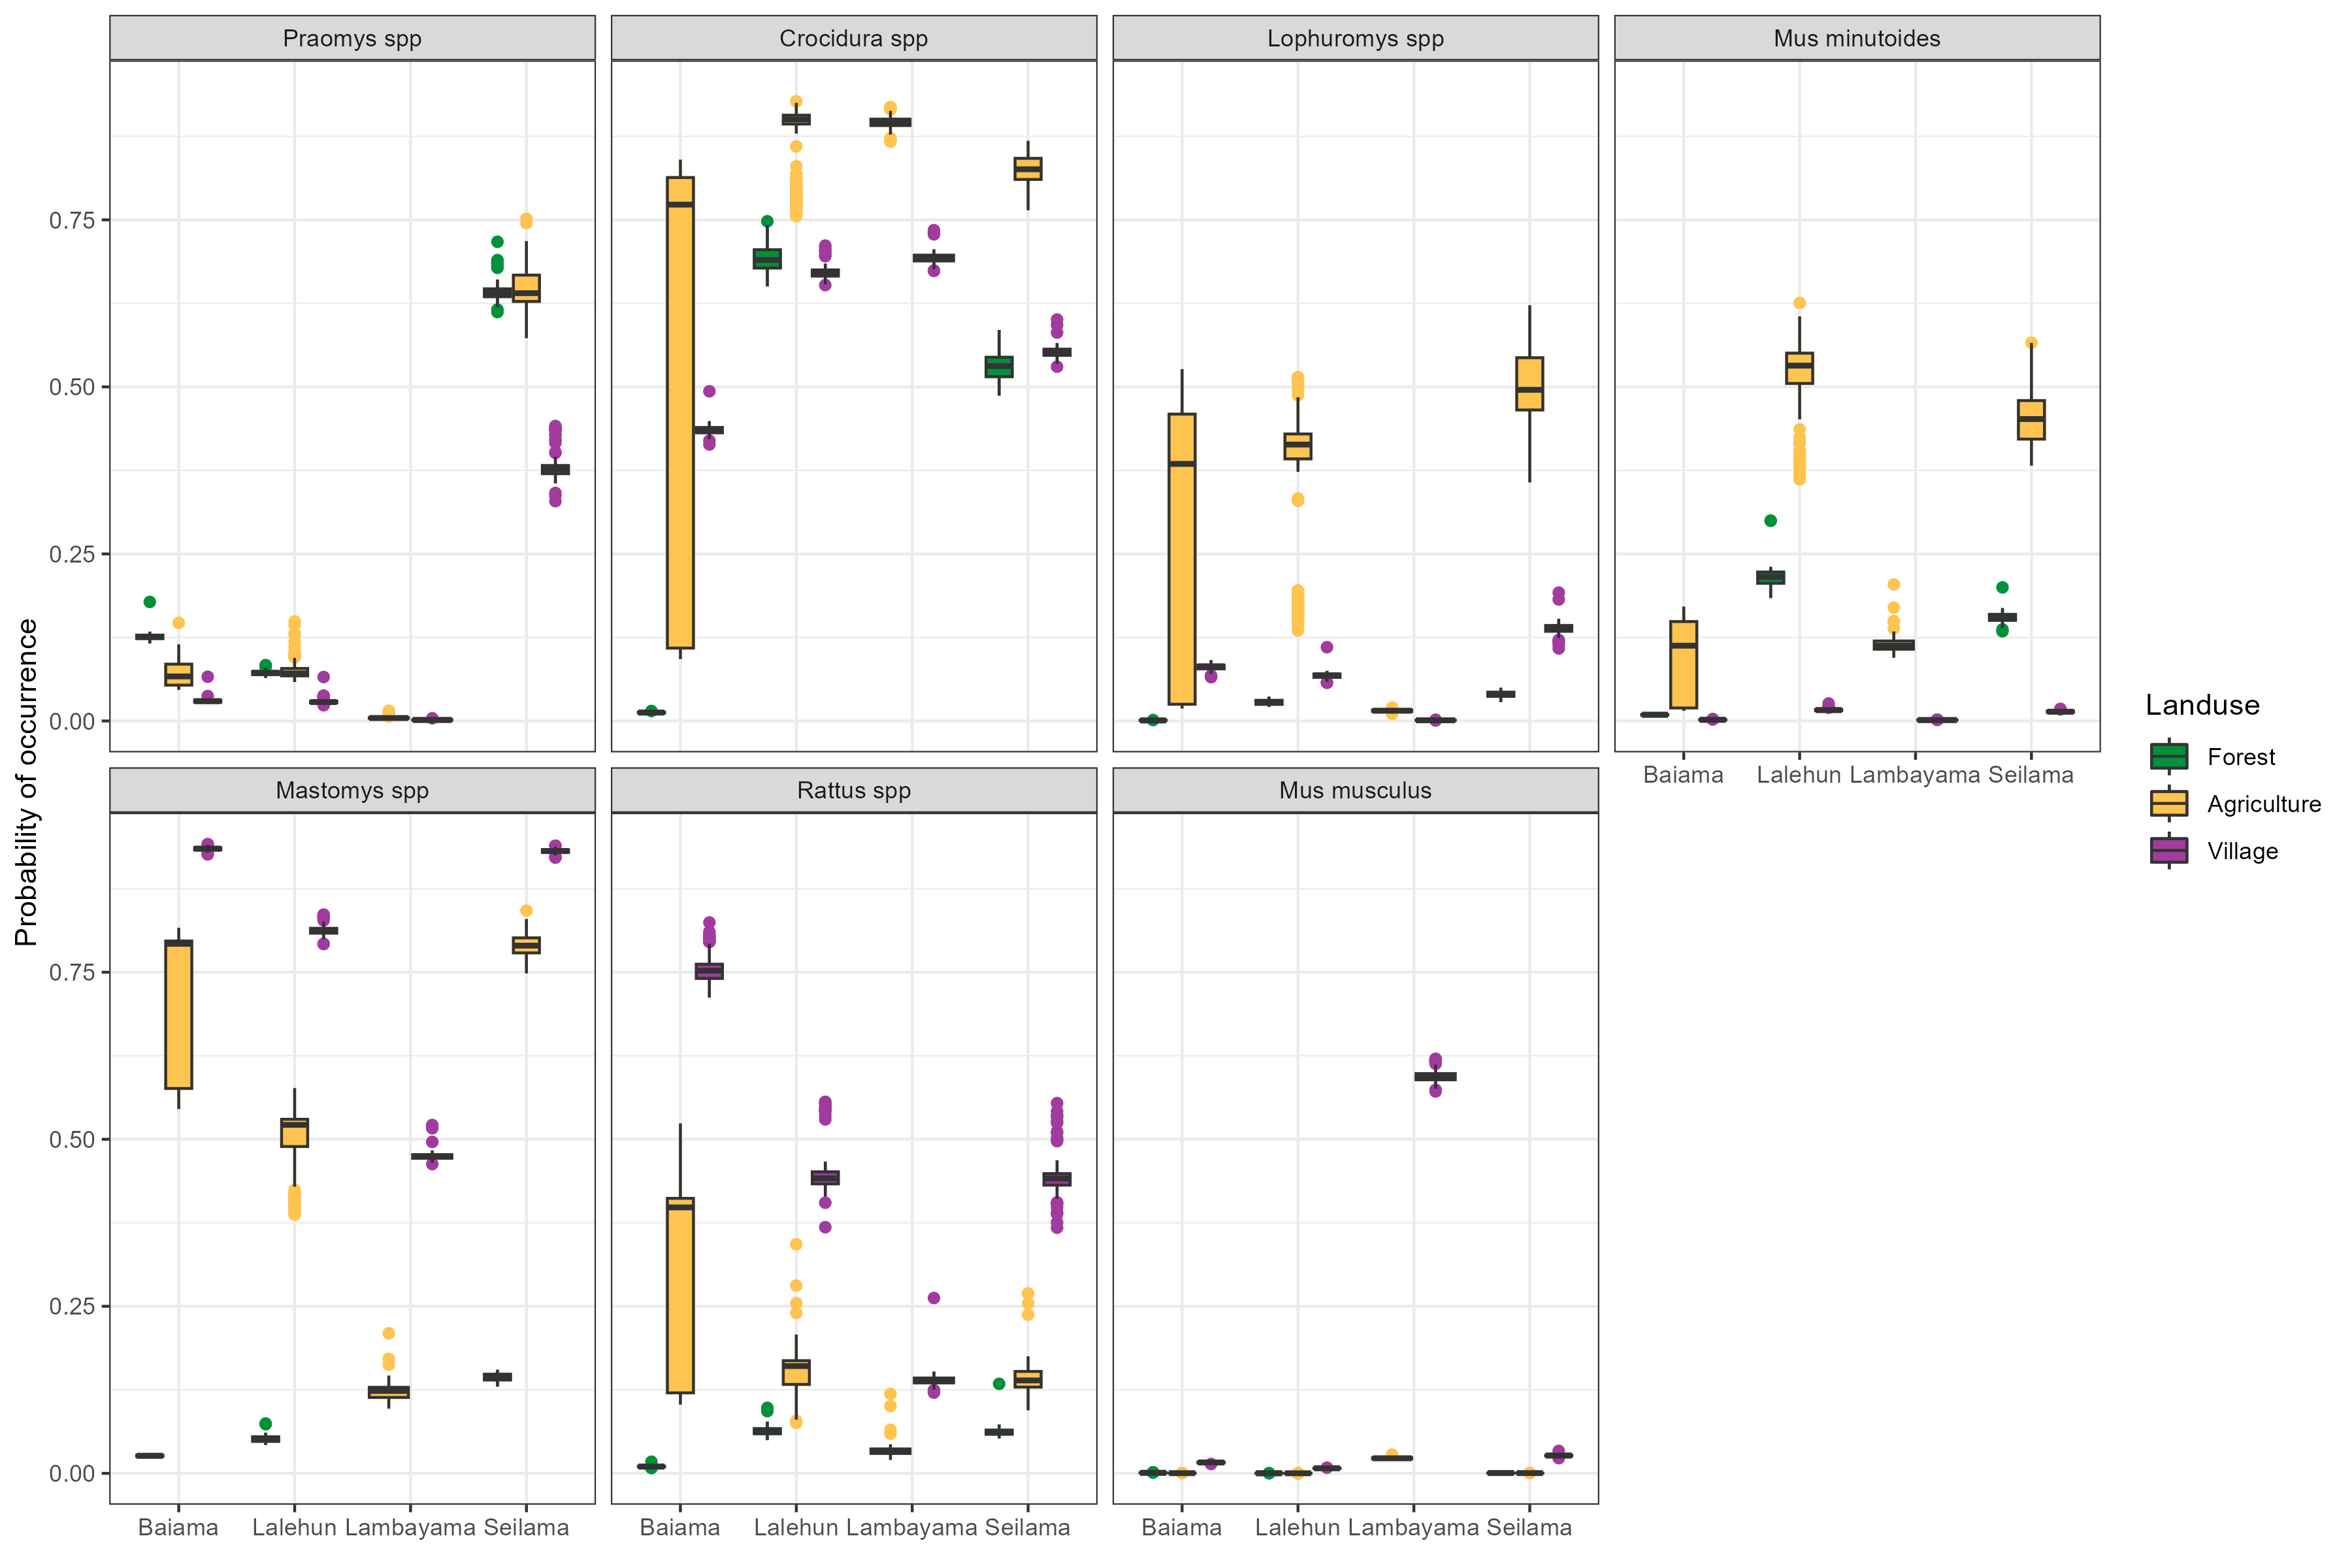 Praomys spp
Crocidura spp
Lophuromys spp
Mus minutoides
0.75
0.50
0.25
0.00
Baiama Lalehun Lambayama Seilama
Probability of occurrence
Landuse
Forest
Agriculture
Village
Mastomys spp
Rattus spp
Mus musculus
0.75
0.50
0.25
0.00
Baiama Lalehun Lambayama Seilama
Baiama Lalehun Lambayama Seilama
Baiama Lalehun Lambayama Seilama